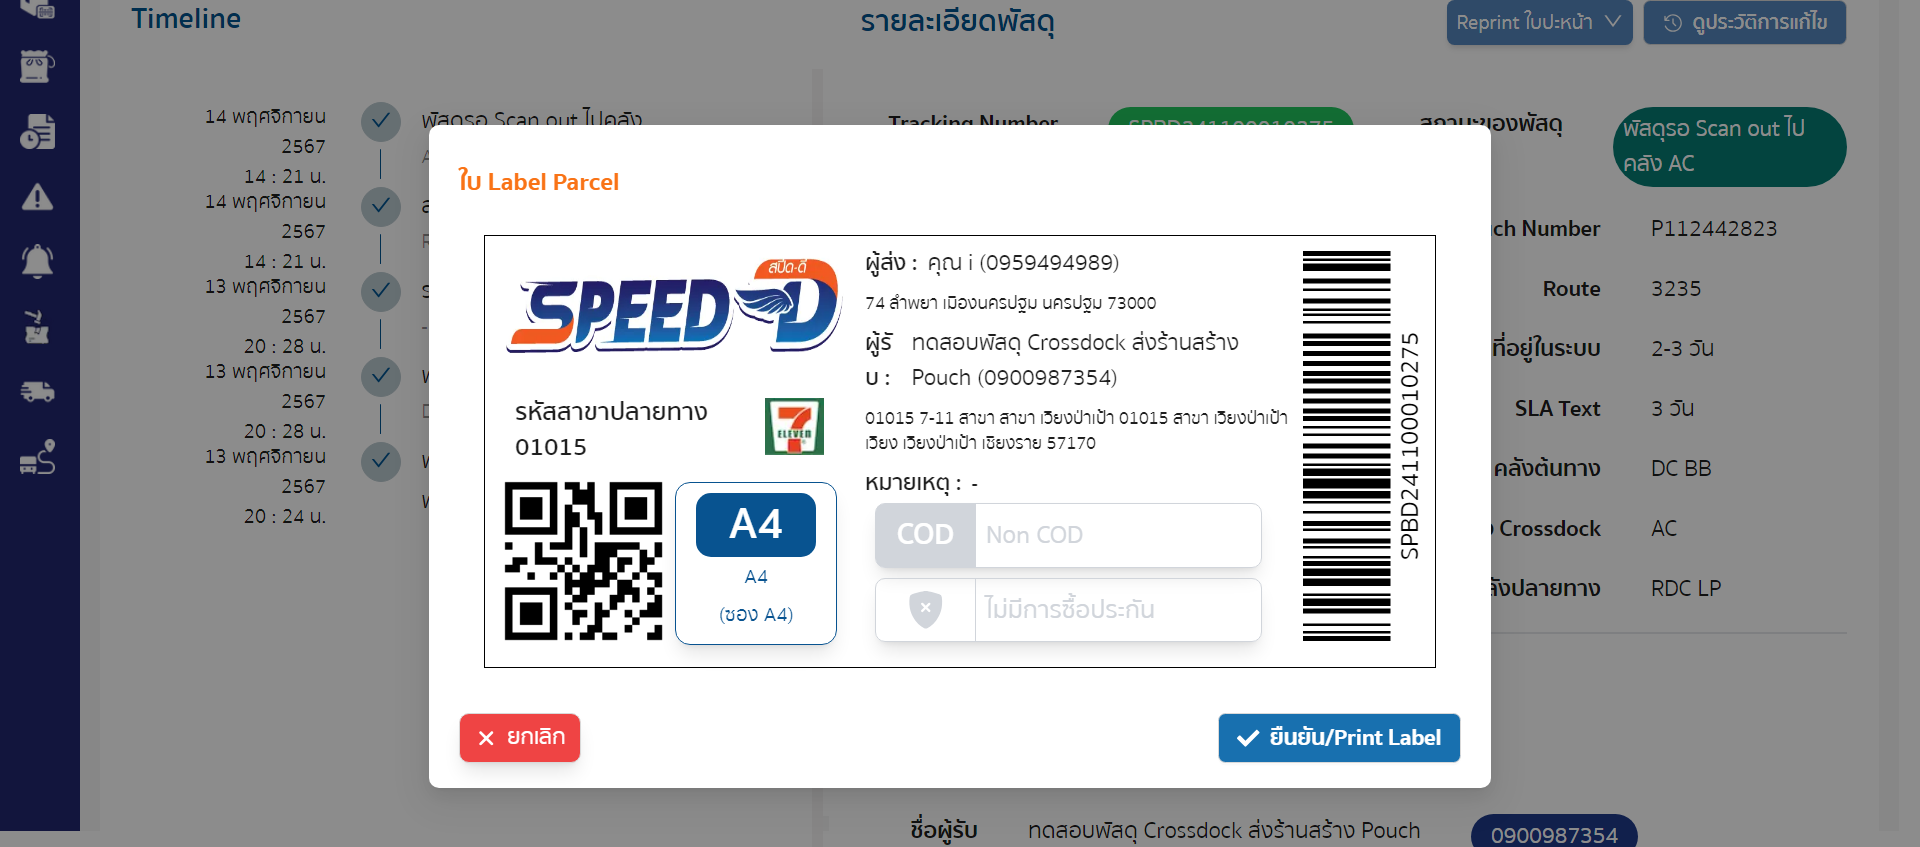 Timeline
รายละเอียดพัสดุ
Reprint ใบปะหน้า
ดูประวัติการแก้ไข
14 พฤศจิกายน
2567
14 : 21 น.
พัสดุรอ Scan out ไปคลัง
14 พฤศจิกายน
2567
14 : 21 น.
13 พฤศจิกายน
2567
20 : 28 น.
13 พฤศจิกายน
2567
20 : 28 น.
13 พฤศจิกายน
2567
20 : 24 น.
Tracking Number
SPBD241100010275
สถานะของพัสดุ
พัสดุรอ Scan out ไป
คลัง AC
ch Number
P112442823
Route
3235
ที่อยู่ในระบบ
2-3 วัน
SLA Text
3 วัน
คลังต้นทาง
DC BB
Crossdock
AC
ังปลายทาง
RDC LP
ใบ Label Parcel
SPEED-D
สปีด-ดี
รหัสสาขาปลายทาง
01015
7
ELEVEN
A4
A4
(ซอง A4)
ผู้ส่ง : คุณ i (0959494989)
74 ลำพยา เมืองนครปฐม นครปฐม 73000
ผู้รั ทดสอบพัสดุ Crossdock ส่งร้านสร้าง
บ : Pouch (0900987354)
01015 7-11 สาขา สาขา เวียงป่าเป้า 01015 สาขา เวียงป่าเป้า
เวียง เวียงป่าเป้า เชียงราย 57170
หมายเหตุ : -
COD Non COD
ไม่มีการซื้อประกัน
SPBD241100010275
ยกเลิก
ยืนยัน/Print Label
ชื่อผู้รับ
ทดสอบพัสดุ Crossdock ส่งร้านสร้าง Pouch
0900987354